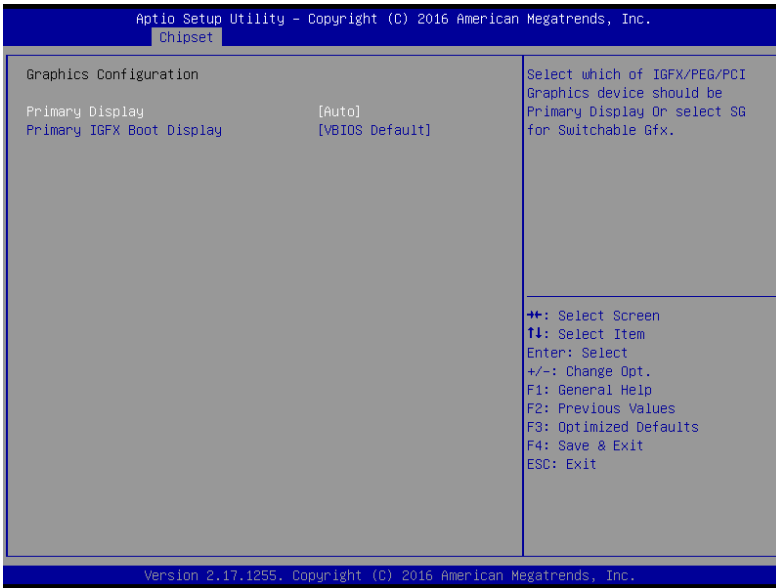 Aptio Setup Utility – Copyright (C) 2016 American Megatrends, Inc.
Chipset
Graphics Configuration
Primary Display [Auto]
Primary IGFX Boot Display [VBIOS Default]
Select which of IGFX/PEG/PCI
Graphics device should be
Primary Display Or select SG
for Switchable Gfx.
→←: Select Screen
↑↓: Select Item
Enter: Select
+/-: Change Opt.
F1: General Help
F2: Previous Values
F3: Optimized Defaults
F4: Save & Exit
ESC: Exit
Version 2.17.1255. Copyright (C) 2016 American Megatrends, Inc.